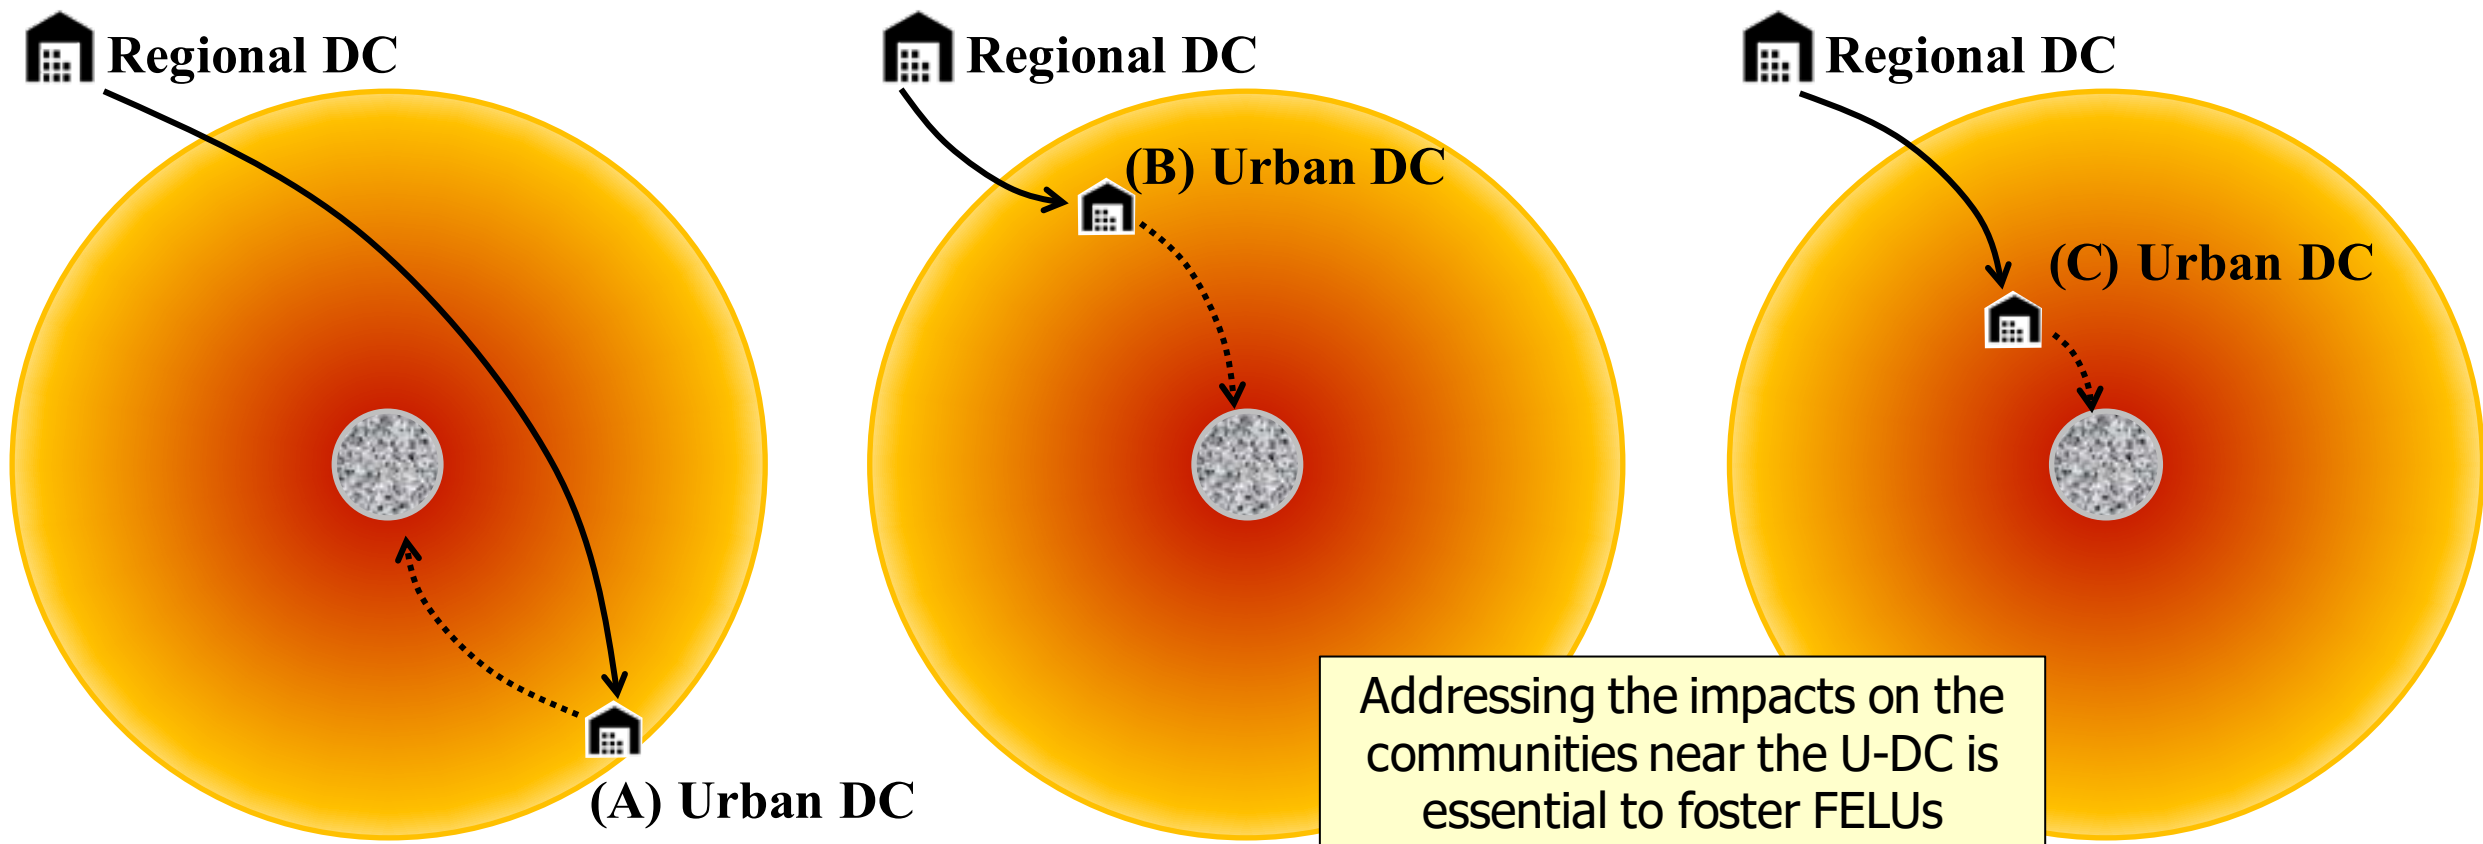 Regional DC
Regional DC
Regional DC
(B) Urban DC
(C) Urban DC
(A) Urban DC
Addressing the impacts on the
communities near the U-DC is
essential to foster FELUs